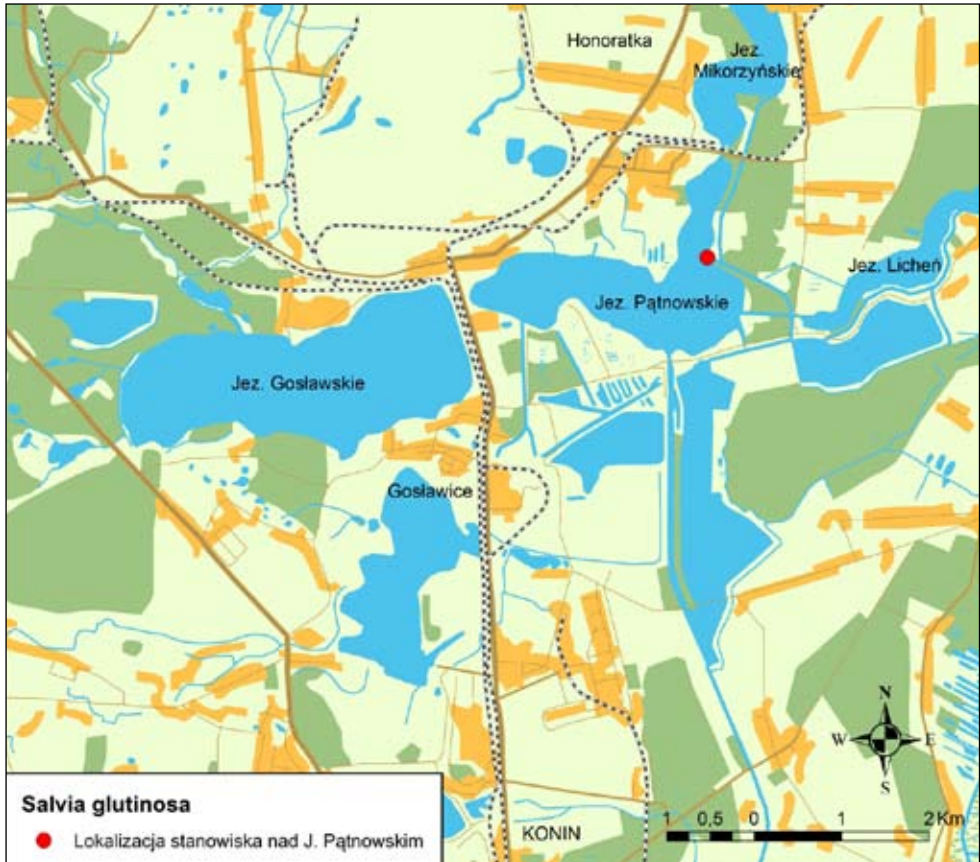 Honoratka
Jez.
Mikorzyńskie
Jez. Licheń
Jez. Pątnowskie
Jez. Gosławskie
Gosławice
N
W E
S
Salvia glutinosa
Lokalizacja stanowiska nad J. Pątnowskim
KONIN
1 0,5 0 1 2 Km